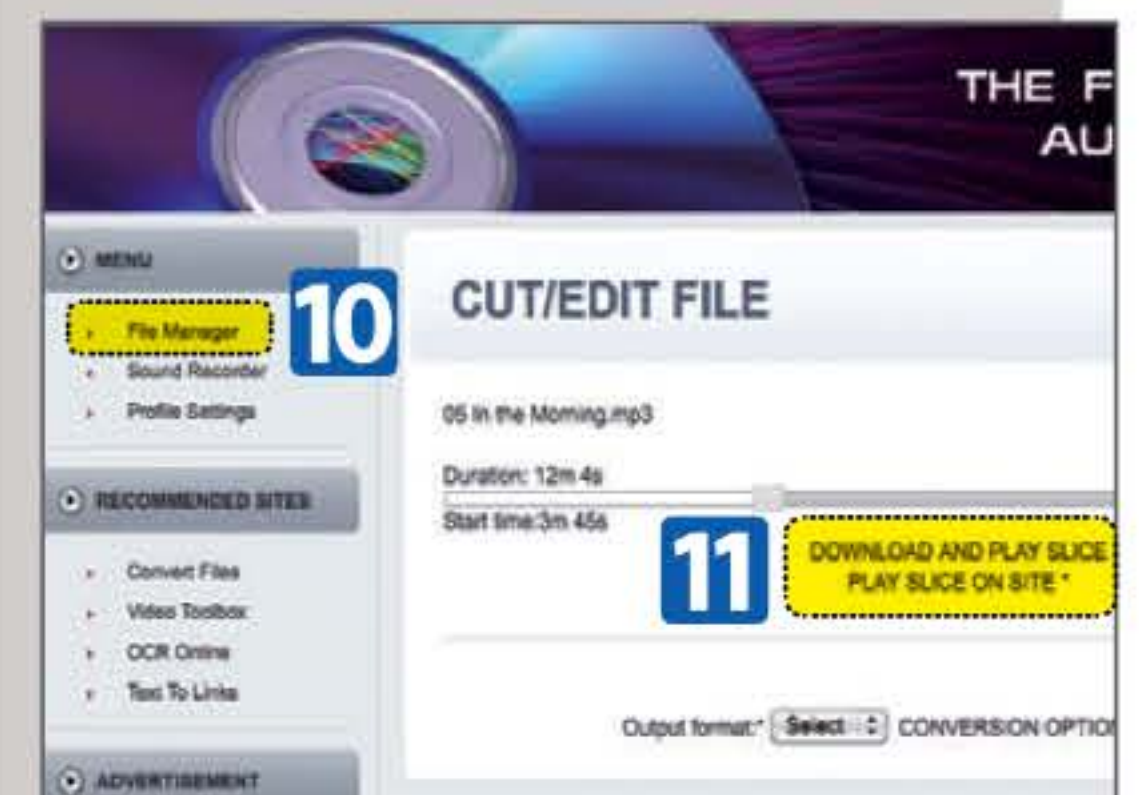 THE F
AU
MENU
10
File Manager
Sound Recorder
Profile Settings
CUT/EDIT FILE
05 In the Morning.mp3
Duration: 12m 4s
Start time:3m 45s
11
DOWNLOAD AND PLAY SLICE
PLAY SLICE ON SITE *
RECOMMENDED SITES
Convert Files
Video Toolbox
OCR Online
Text To Links
Output format:* Select CONVERSION OPTIO
ADVERTISEMENT